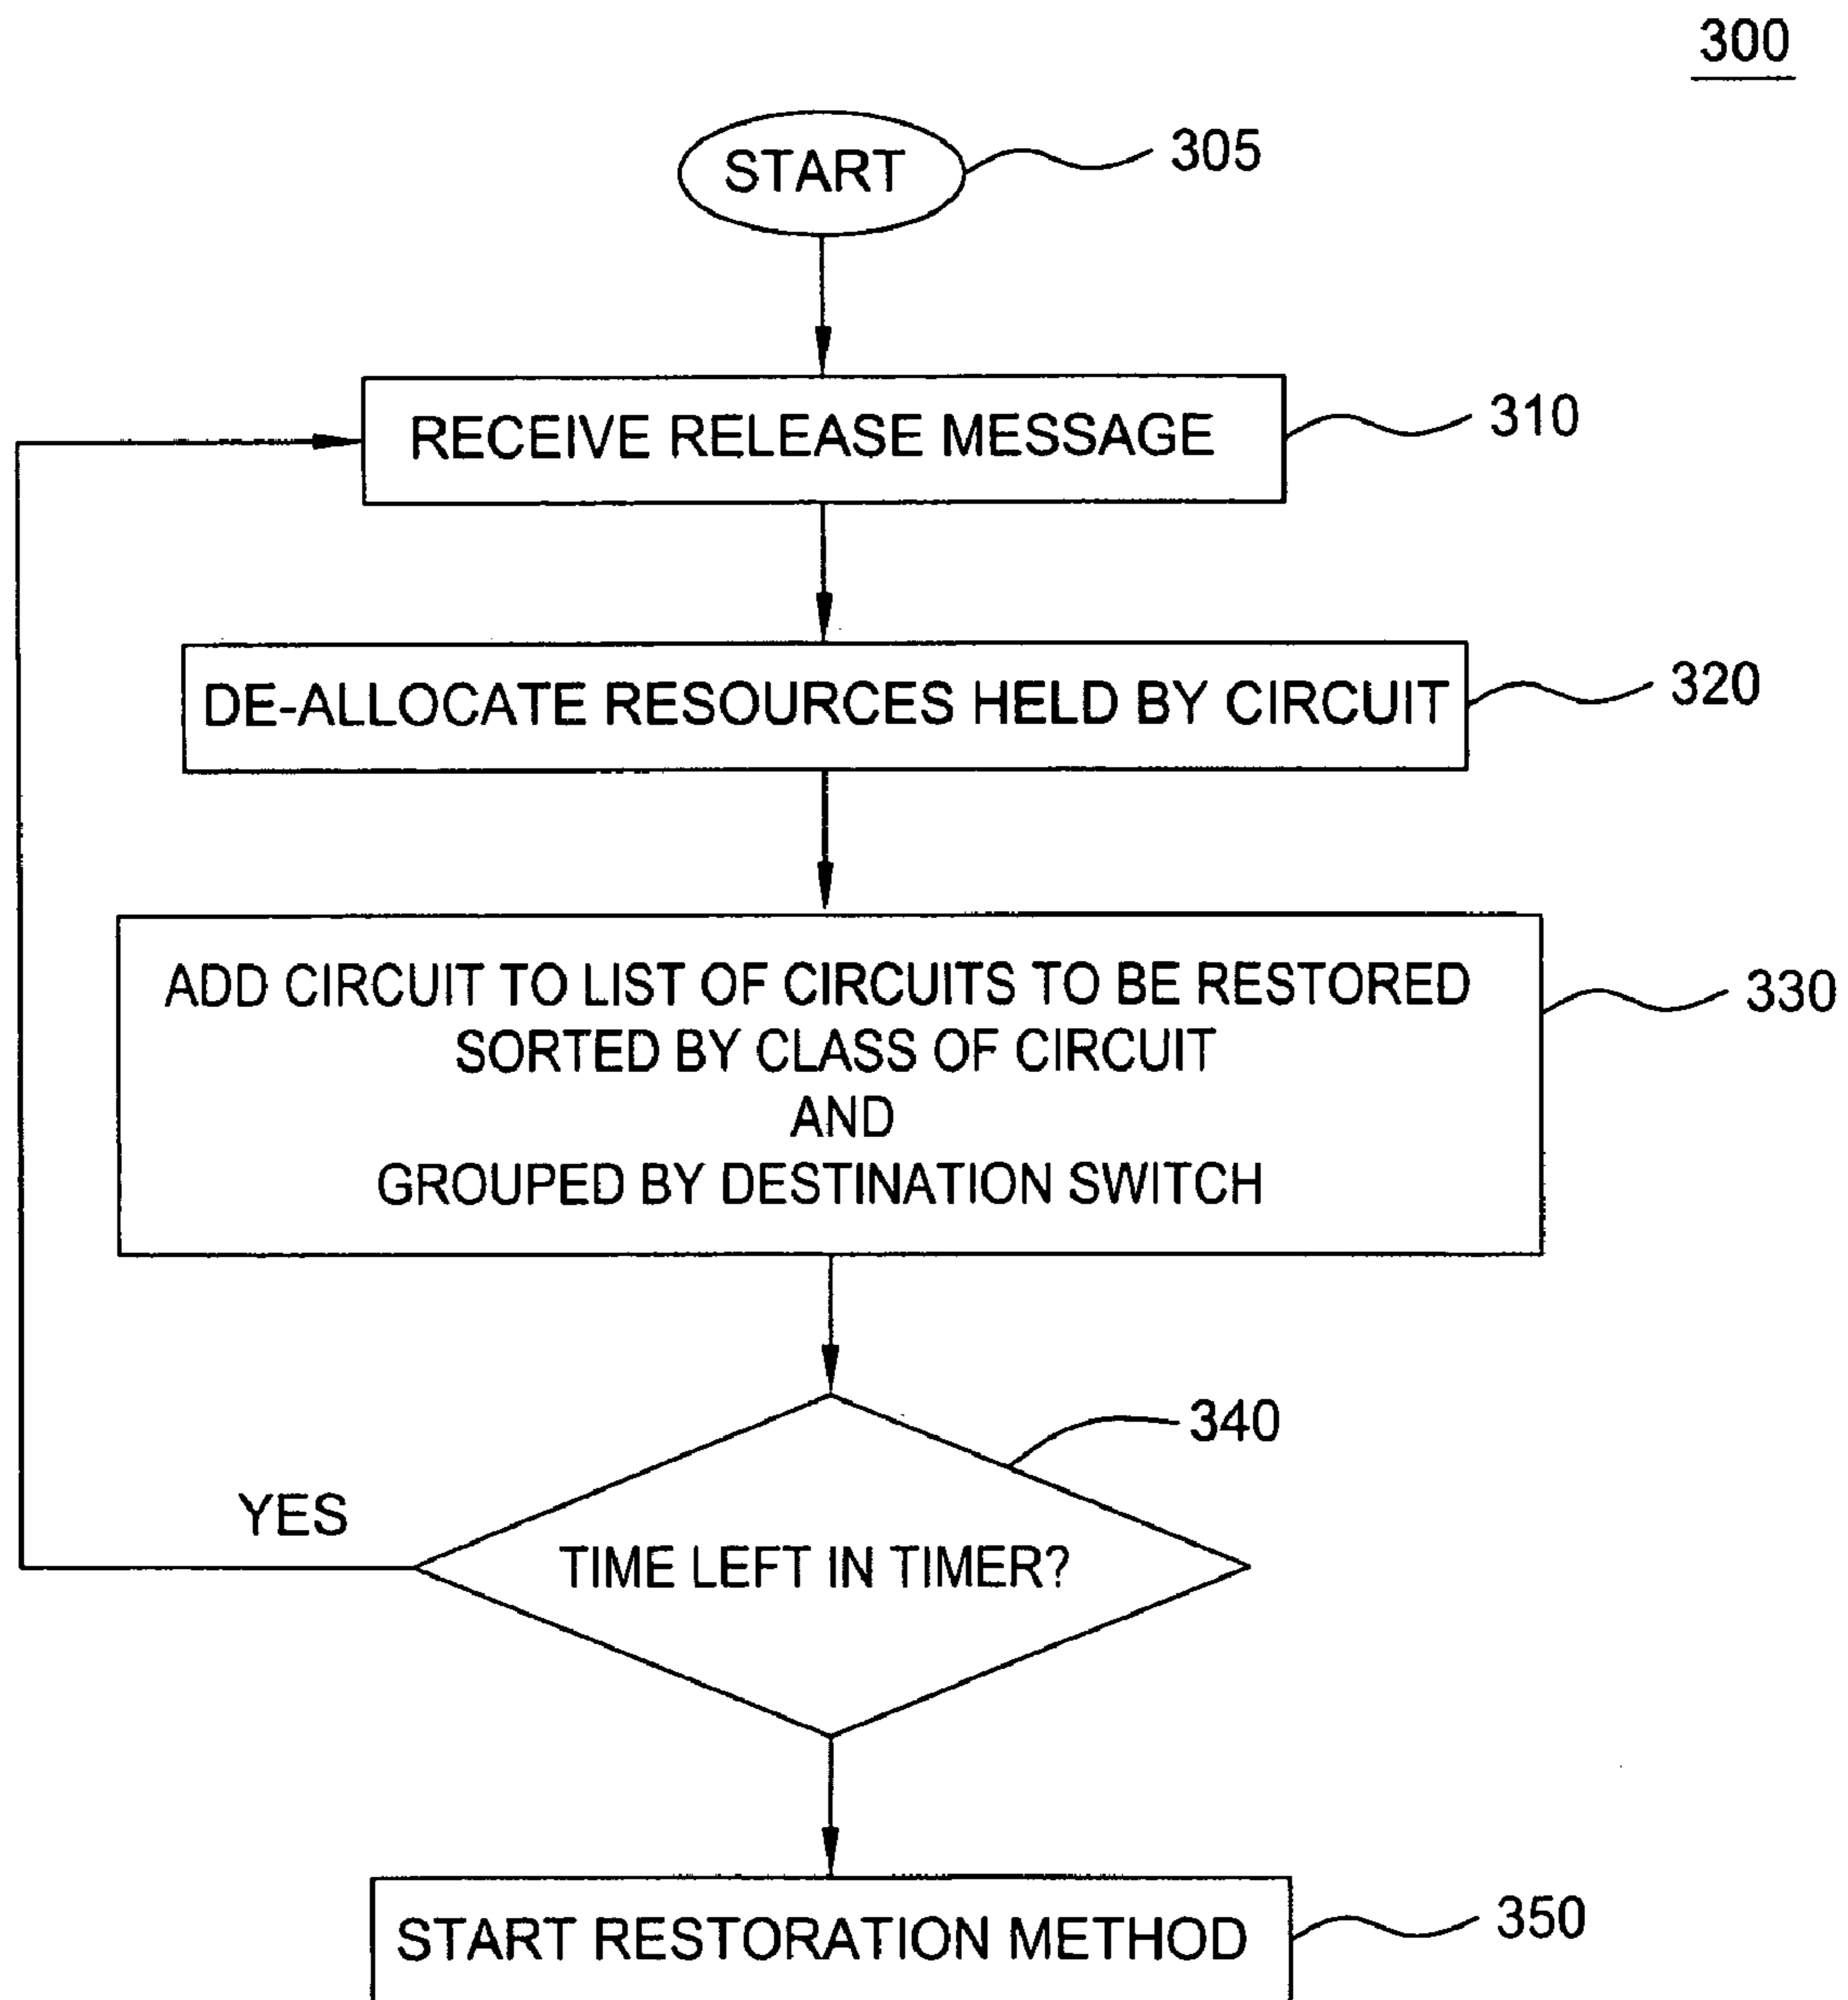 300
START
305
RECEIVE RELEASE MESSAGE
310
DE-ALLOCATE RESOURCES HELD BY CIRCUIT
320
ADD CIRCUIT TO LIST OF CIRCUITS TO BE RESTORED
SORTED BY CLASS OF CIRCUIT
AND
GROUPED BY DESTINATION SWITCH
330
340
YES
TIME LEFT IN TIMER?
START RESTORATION METHOD
350